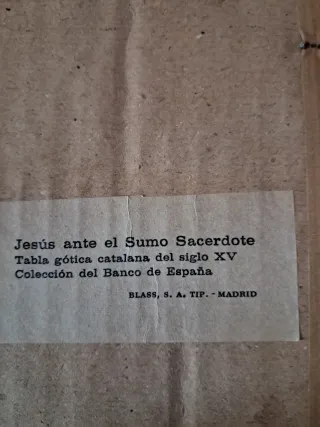 Jesús ante el Sumo Sacerdote
Tabla gótica catalana del siglo XV
Colección del Banco de España
BLASS, S. A. TIP. - MADRID